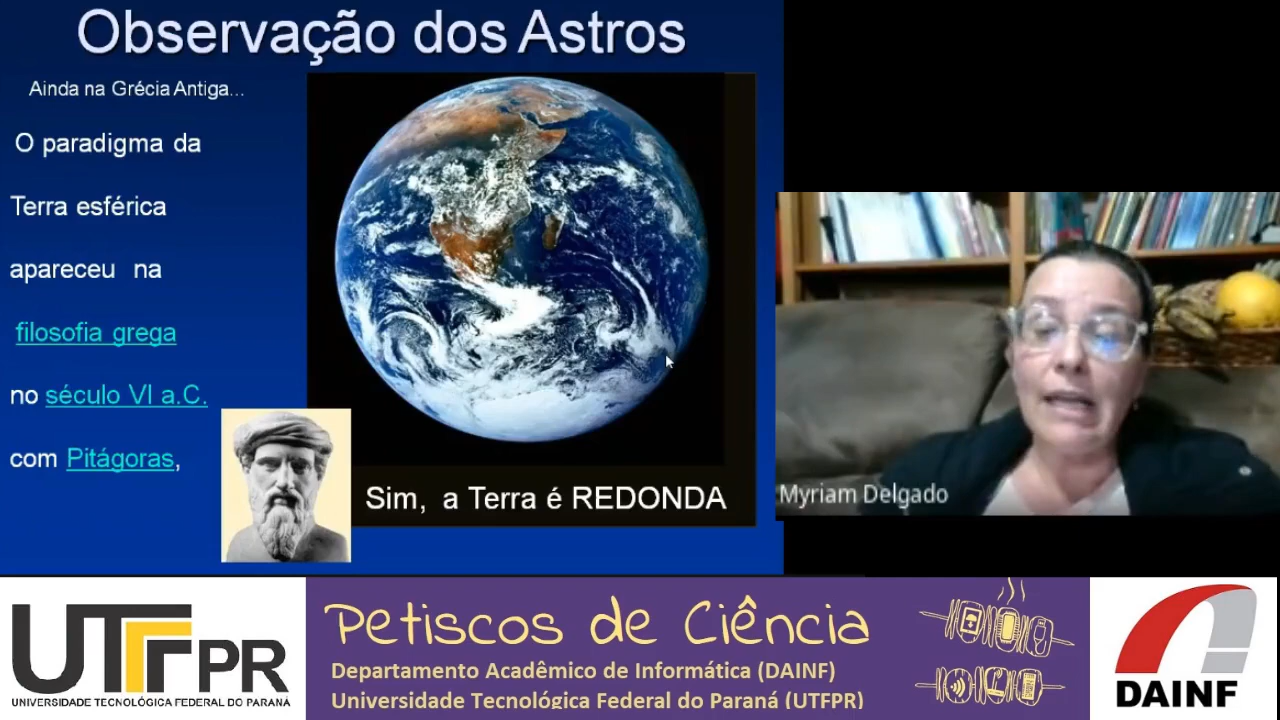 Observação dos Astros
Ainda na Grécia Antiga...
O paradigma da
Terra esférica
apareceu na
filosofia grega
no século VI a.C.
com Pitágoras,
Sim, a Terra é REDONDA
Myriam Delgado
UTFPR
UNIVERSIDADE TECNOLÓGICA FEDERAL DO PARANÁ
Petiscos de Ciência
Departamento Acadêmico de Informática (DAINF)
Universidade Tecnológica Federal do Paraná (UTFPR)
DAINF